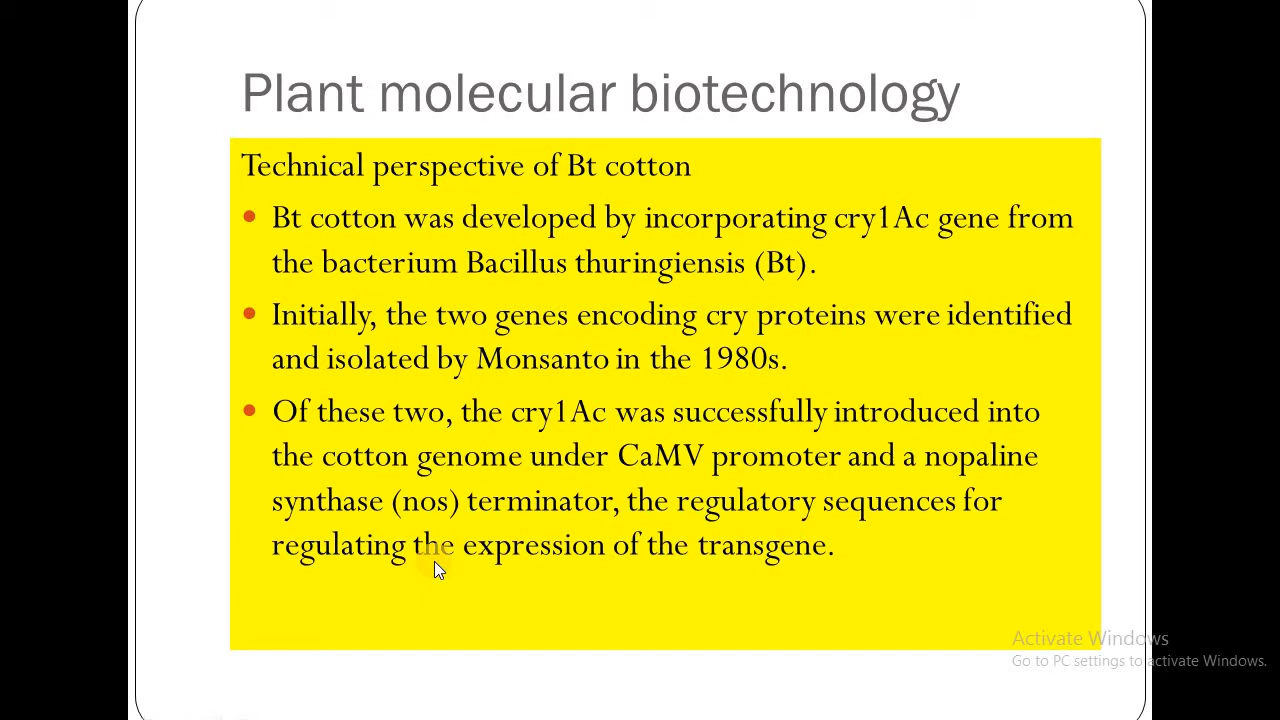 Plant molecular biotechnology
Technical perspective of Bt cotton
• Bt cotton was developed by incorporating cry1Ac gene from
the bacterium Bacillus thuringiensis (Bt).
• Initially, the two genes encoding cry proteins were identified
and isolated by Monsanto in the 1980s.
• Of these two, the cry1Ac was successfully introduced into
the cotton genome under CaMV promoter and a nopaline
synthase (nos) terminator, the regulatory sequences for
regulating the expression of the transgene.
Activate Windows
Go to PC settings to activate Windows.